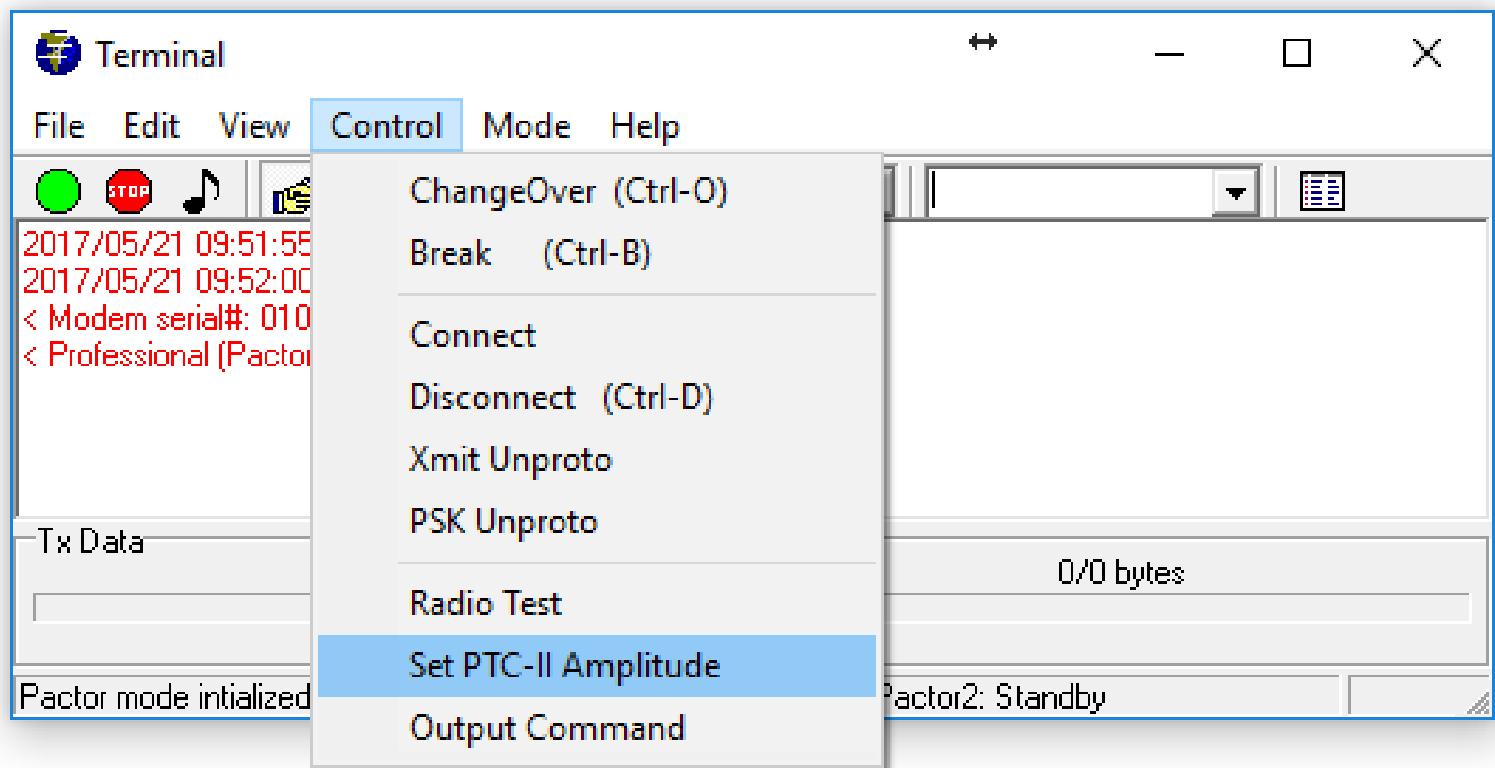 Terminal
File Edit View Control Mode Help
STOP
ChangeOver (Ctrl-O)
Break (Ctrl-B)
Connect
Disconnect (Ctrl-D)
Xmit Unproto
PSK Unproto
Radio Test
Set PTC-II Amplitude
Output Command
2017/05/21 09:51:55
2017/05/21 09:52:00
< Modem serial#: 010
< Professional (Pactor
Tx Data
0/0 bytes
Pactor mode intialized
Pactor2: Standby